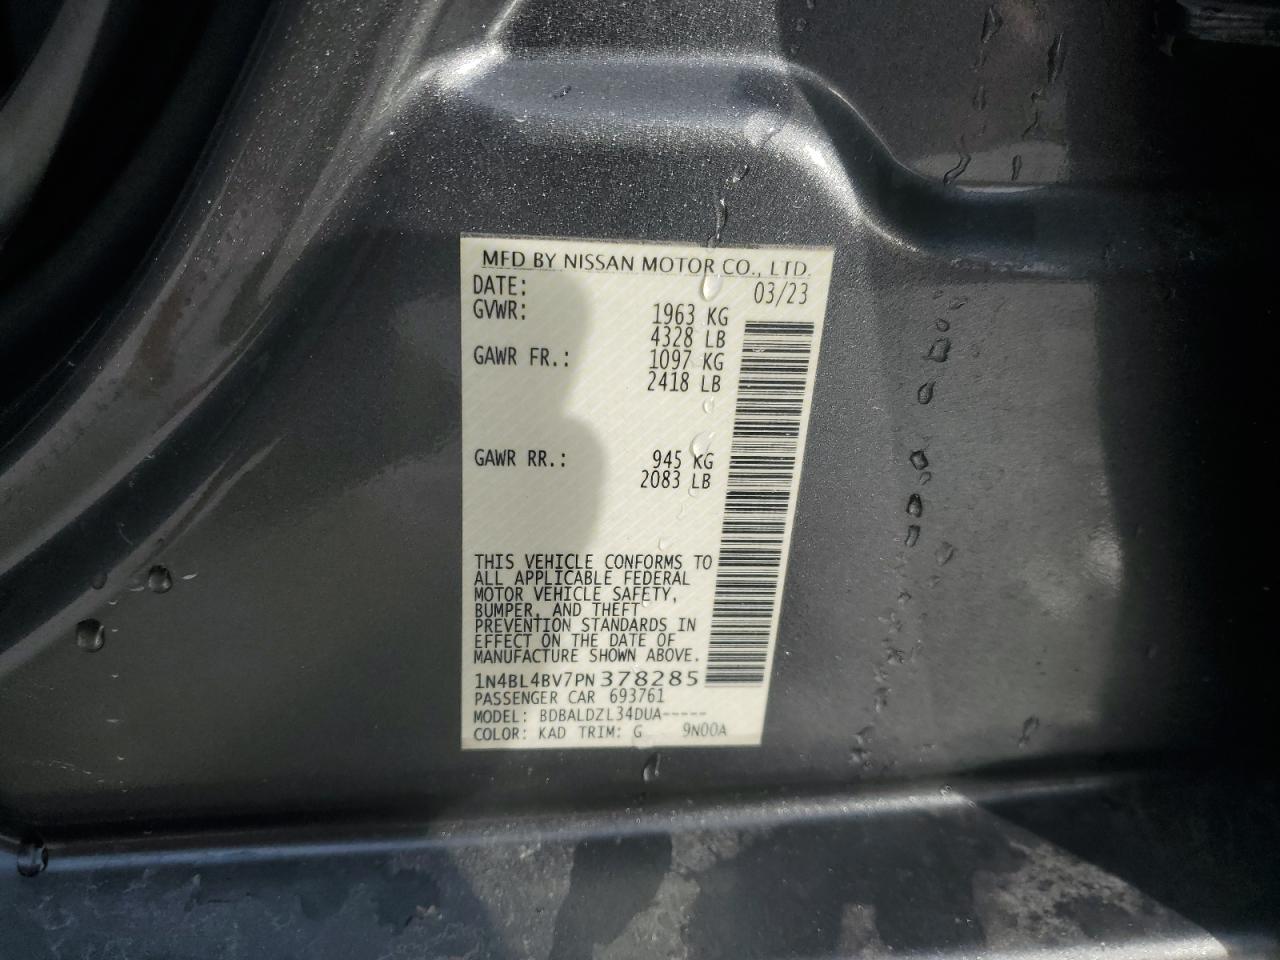 MFD BY NISSAN MOTOR CO., LTD.
DATE: 03/23
GVWR: 1963 KG
4328 LB
GAWR FR.: 1097 KG
2418 LB
GAWR RR.: 945 KG
2083 LB
THIS VEHICLE CONFORMS TO
ALL APPLICABLE FEDERAL
MOTOR VEHICLE SAFETY,
BUMPER, AND THEFT
PREVENTION STANDARDS IN
EFFECT ON THE DATE OF
MANUFACTURE SHOWN ABOVE.
1N4BL4BV7PN378285
PASSENGER CAR 693761
MODEL: BDBALDZL34DUA-----
COLOR: KAD TRIM: G 9N00A